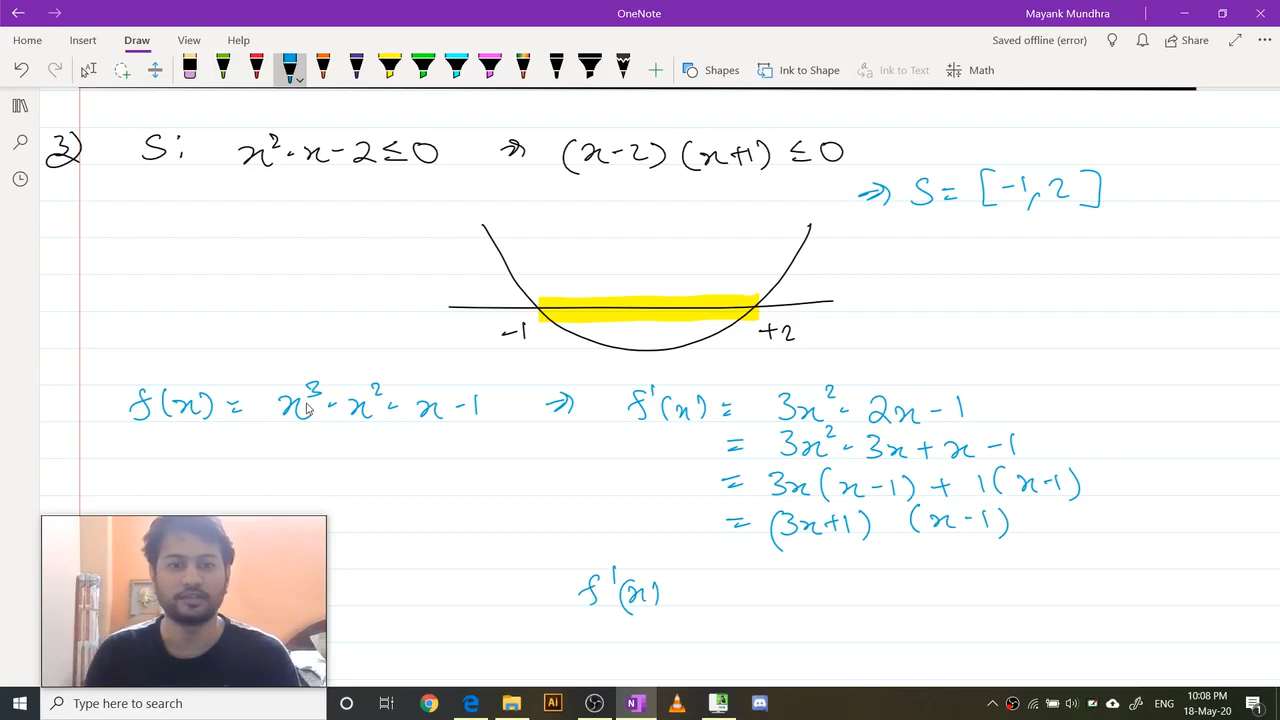 OneNote
Mayank Mundhra
Home Insert Draw View Help
Saved offline (error)
Share
Shapes
Ink to Shape
Ink to Text
Math
3) S: x² - x - 2 ≤ 0 ⇒ (x-2) (x+1) ≤ 0
⇒ S = [-1, 2]
-1 +2
f(x) = x³ - x² - x - 1 ⇒ f'(x) = 3x² - 2x - 1
= 3x² - 3x + x - 1
= 3x(x-1) + 1(x-1)
= (3x+1) (x-1)
f'(x)
Type here to search
Ai
ENG
10:08 PM
18-May-20